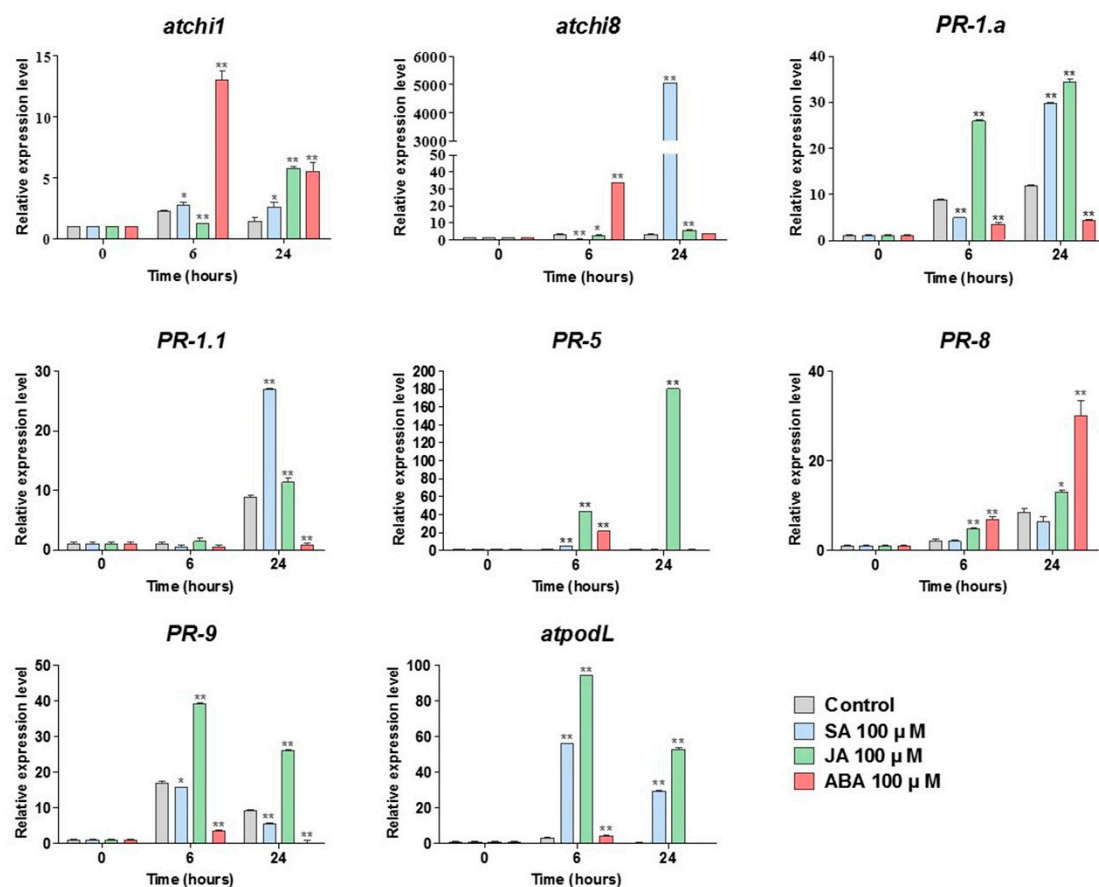 atchi1
atchi8
PR-1.a
Relative expression level
15
10
5
1
0
** * ** * ** **
0 6 24
Time (hours)
Relative expression level
6000
5000
4000
3000
2000
1000
50
40
30
20
10
0
** * ** **
0 6 24
Time (hours)
Relative expression level
40
30
20
10
0
** ** ** ** ** **
0 6 24
Time (hours)
PR-1.1
PR-5
PR-8
Relative expression level
30
20
10
0
** ** **
0 6 24
Time (hours)
Relative expression level
200
180
160
140
120
100
80
60
40
20
0
** ** ** **
0 6 24
Time (hours)
Relative expression level
40
20
0
** ** * **
0 6 24
Time (hours)
PR-9
atpodL
Relative expression level
50
40
30
20
10
0
* ** ** ** **
0 6 24
Time (hours)
Relative expression level
100
80
60
40
20
0
** ** ** ** **
0 6 24
Time (hours)
Control
SA 100 µ M
JA 100 µ M
ABA 100 µ M